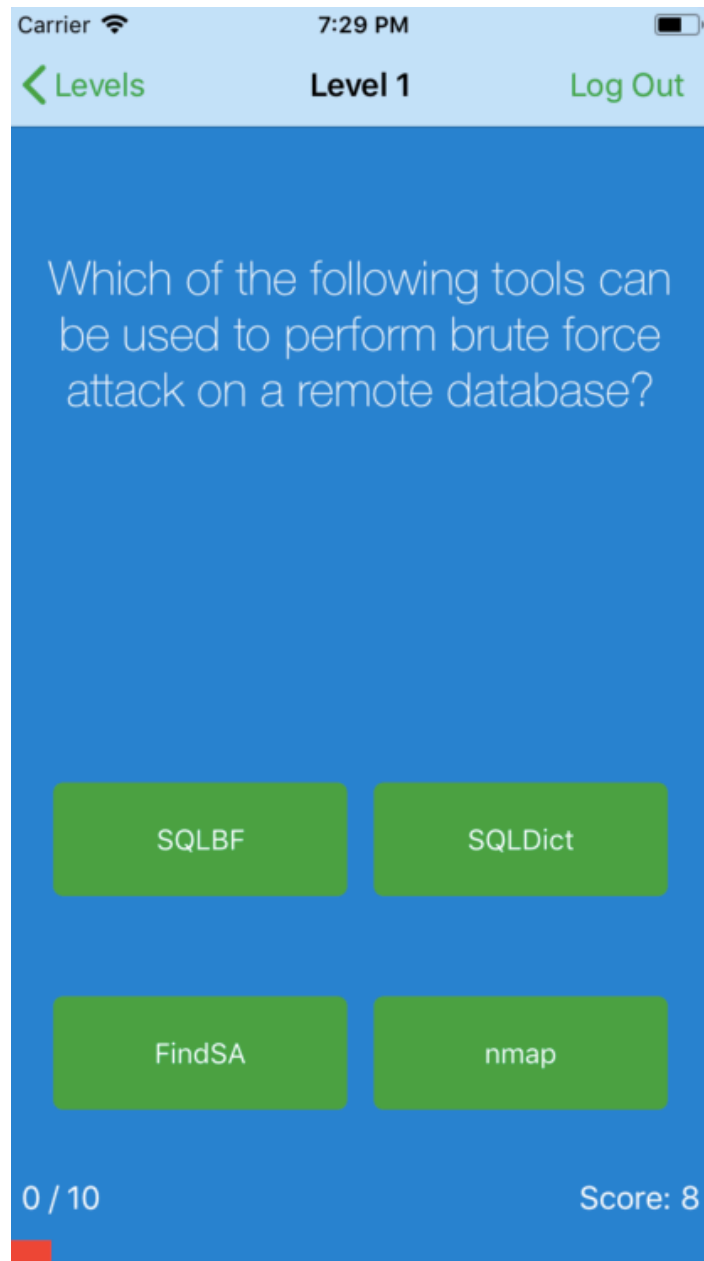 Carrier 7:29 PM
Levels Level 1 Log Out
Which of the following tools can
be used to perform brute force
attack on a remote database?
SQLBF SQLDict
FindSA nmap
0 / 10 Score: 8